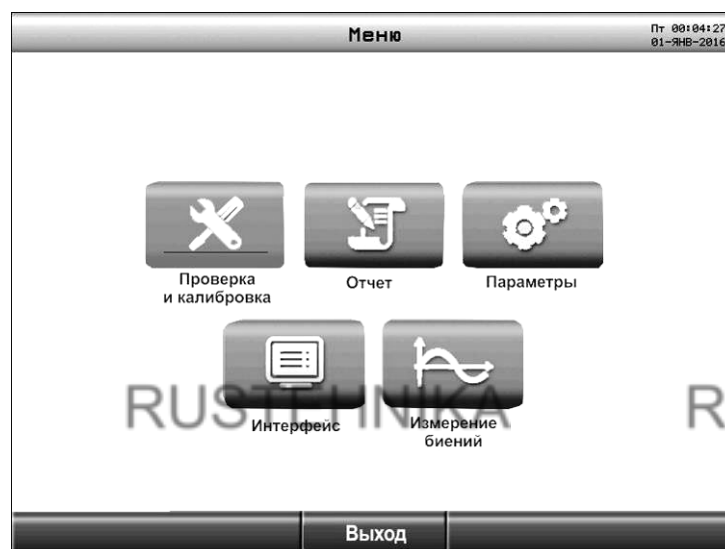 Меню
Пт 00:04:27
01-ЯНВ-2016
Проверка
и калибровка
Отчет
Параметры
RUSTEHNIKA
R
Интерфейс
Измерение
биений
Выход